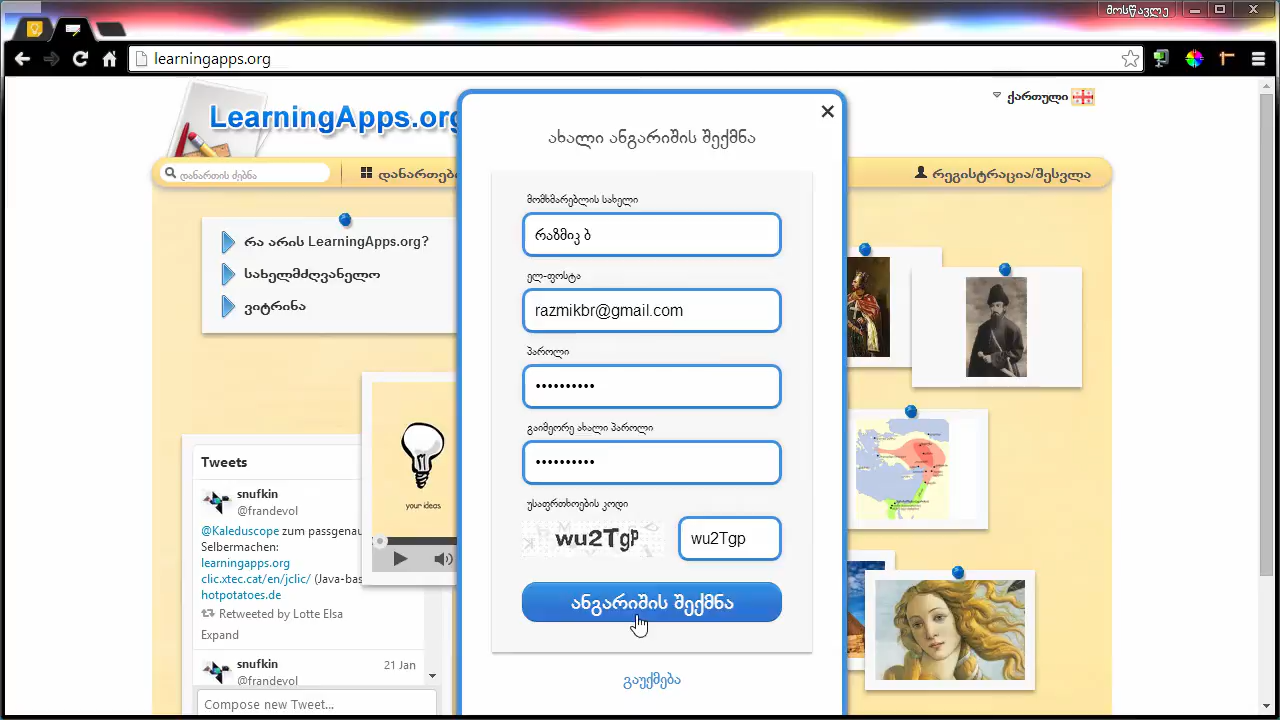 მოსწავლე
learningapps.org
LearningApps.org
ქართული
დანართის ძებნა
დანართები
რეგისტრაცია/შესვლა
რა არის LearningApps.org?
სახელმძღვანელო
ვიტრინა
your ideas
Tweets
snufkin
@frandevol
@Kaleduscope zum passgenau
Selbermachen:
learningapps.org
clic.xtec.cat/en/jclic/ (Java-bas
hotpotatoes.de
Retweeted by Lotte Elsa
Expand
snufkin
21 Jan
@frandevol
Compose new Tweet...
ახალი ანგარიშის შექმნა
მომხმარებლის სახელი
რაზმიკ ბ
ელ-ფოსტა
razmikbr@gmail.com
პაროლი
••••••••••
გაიმეორე ახალი პაროლი
••••••••••
უსაფრთხოების კოდი
wu2Tgp
wu2Tgp
ანგარიშის შექმნა
გაუქმება